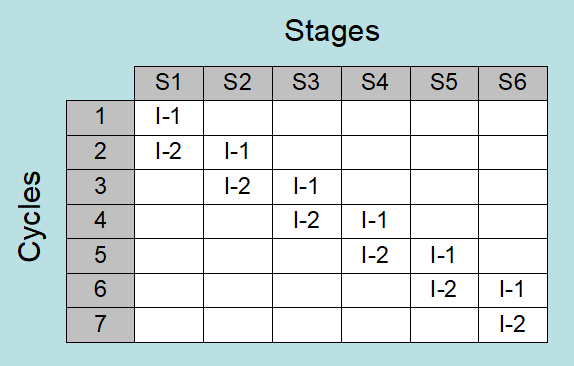 Stages
S1 S2 S3 S4 S5 S6
Cycles
1 I-1
2 I-2 I-1
3 I-2 I-1
4 I-2 I-1
5 I-2 I-1
6 I-2 I-1
7 I-2